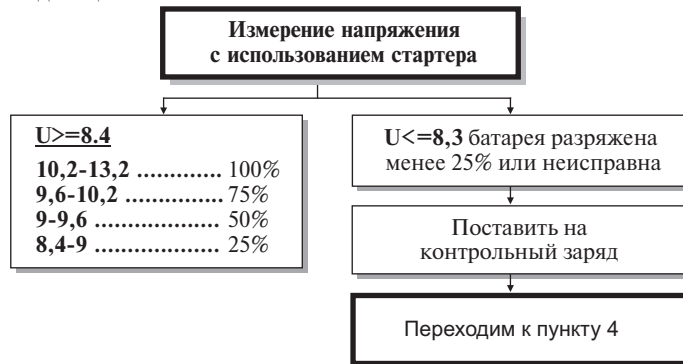 Измерение напряжения
с использованием стартера
U>=8.4
10,2-13,2 ............. 100%
9,6-10,2 ............... 75%
9-9,6 .................... 50%
8,4-9 .................... 25%
U<=8,3 батарея разряжена
менее 25% или неисправна
Поставить на
контрольный заряд
Переходим к пункту 4